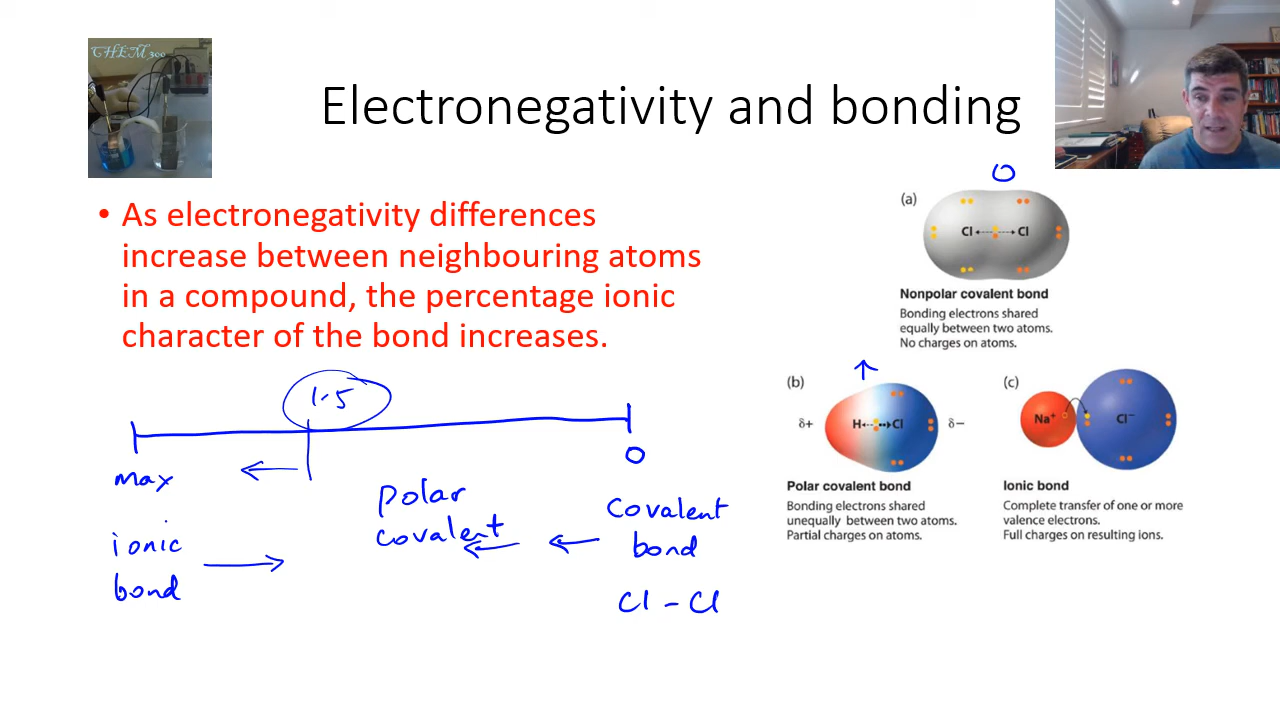 CHEM 300
Electronegativity and bonding
• As electronegativity differences
increase between neighbouring atoms
in a compound, the percentage ionic
character of the bond increases.
1.5
max
0
polar
covalent
covalent
bond
ionic
bond
Cl - Cl
0
(a)
Cl Cl
Nonpolar covalent bond
Bonding electrons shared
equally between two atoms.
No charges on atoms.
(b)
δ+ H Cl δ−
Polar covalent bond
Bonding electrons shared
unequally between two atoms.
Partial charges on atoms.
(c)
Na⁺ Cl⁻
Ionic bond
Complete transfer of one or more
valence electrons.
Full charges on resulting ions.